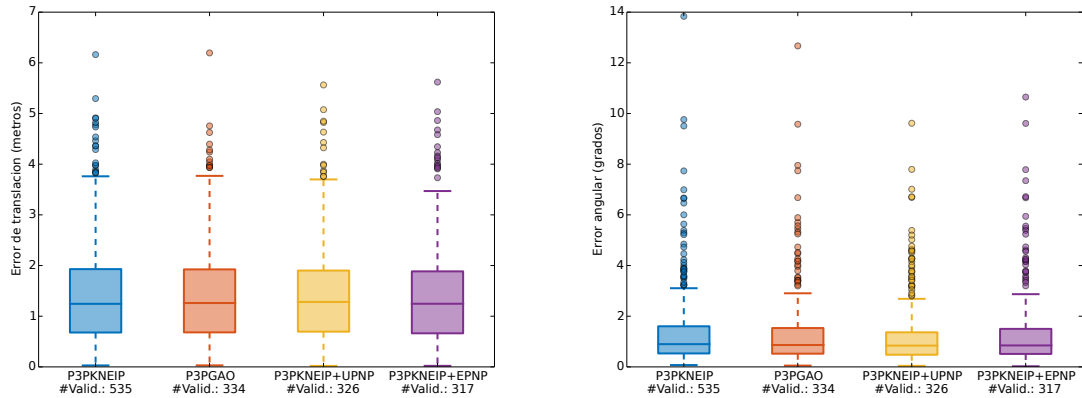 7
6
5
4
3
2
1
0
Error de translacion (metros)
P3PKNEIP
#Valid.: 535
P3PGAO
#Valid.: 334
P3PKNEIP+UPNP
#Valid.: 326
P3PKNEIP+EPNP
#Valid.: 317
14
12
10
8
6
4
2
0
Error angular (grados)
P3PKNEIP
#Valid.: 535
P3PGAO
#Valid.: 334
P3PKNEIP+UPNP
#Valid.: 326
P3PKNEIP+EPNP
#Valid.: 317